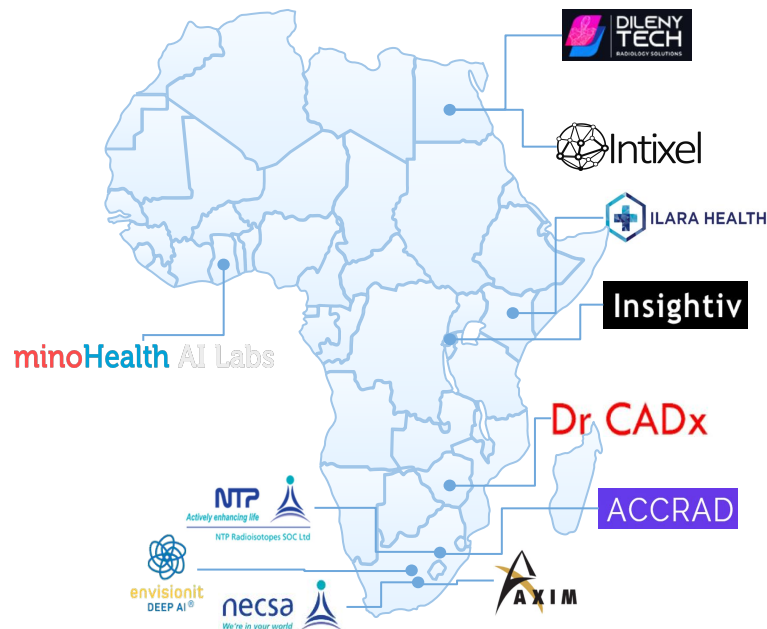 DILENY
TECH
RADIOLOGY SOLUTIONS
Intixel
ILARA HEALTH
Insightiv
minoHealth AI Labs
Dr CADx
NTP
Actively enhancing life
NTP Radioisotopes SOC Ltd
ACCRAD
envisionit
DEEP AI®
necsa
We're in your world
AXIM